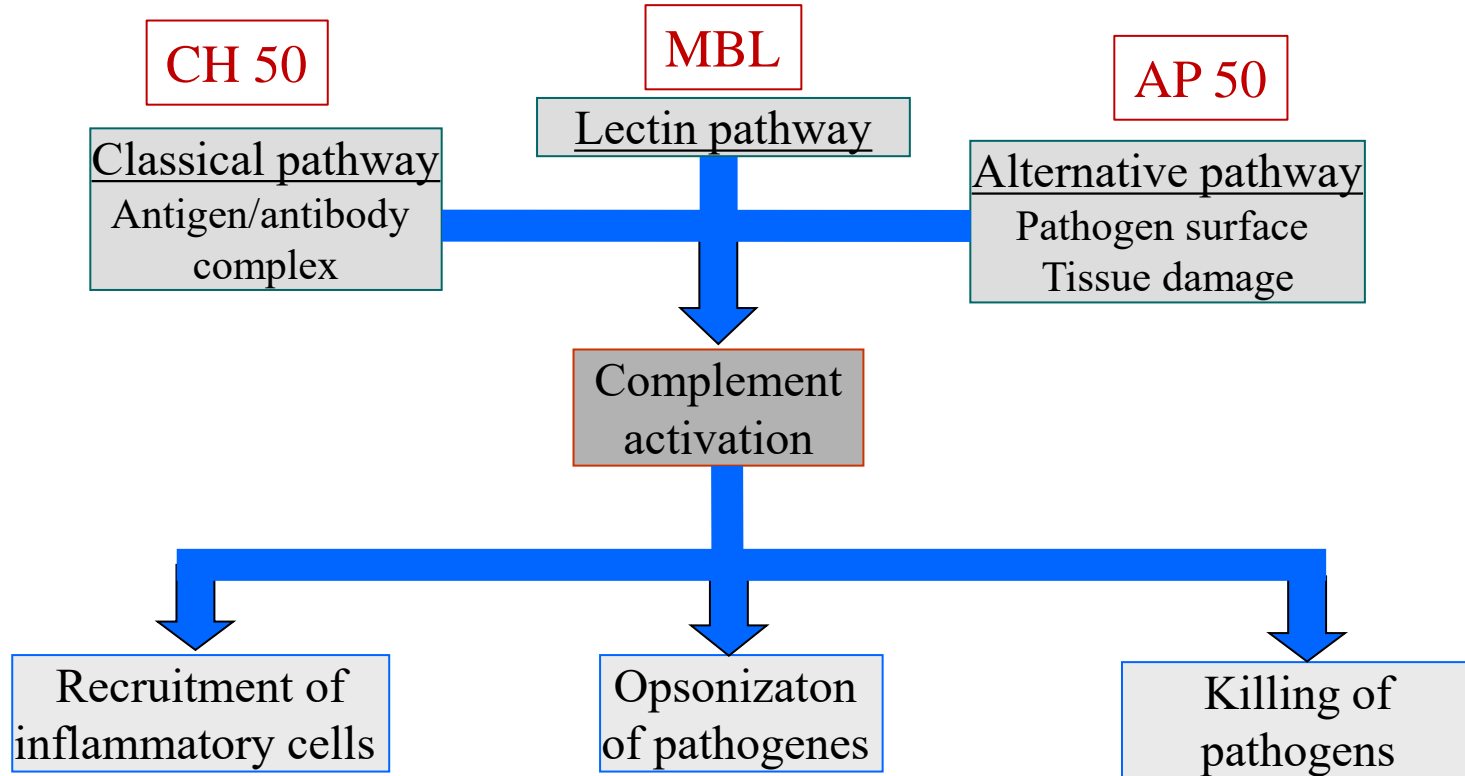 CH 50
MBL
AP 50
Classical pathway
Antigen/antibody
complex
Lectin pathway
Alternative pathway
Pathogen surface
Tissue damage
Complement
activation
Recruitment of
inflammatory cells
Opsonizaton
of pathogenes
Killing of
pathogens